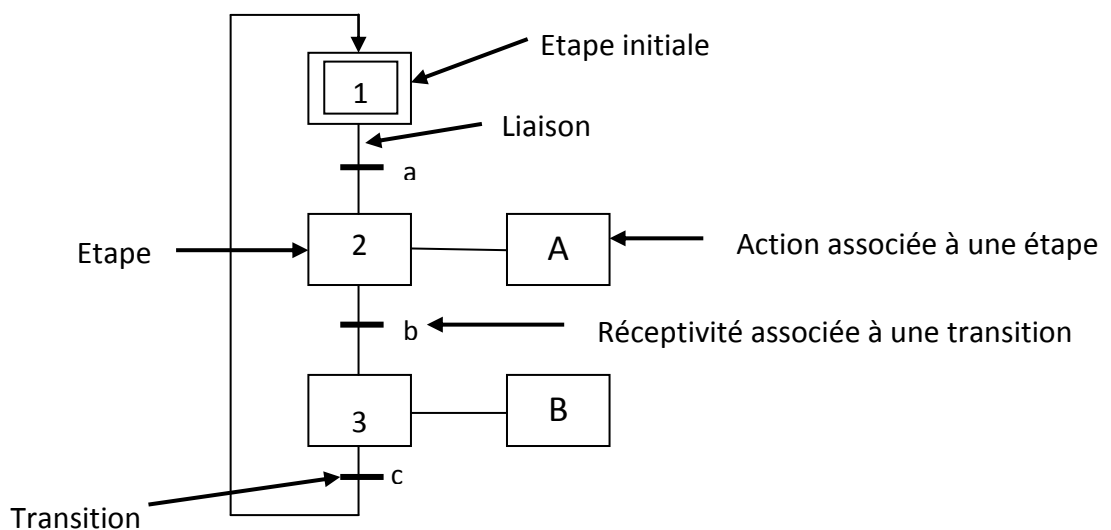 Etape initiale
1
Liaison
a
Etape
2
A
Action associée à une étape
b
Réceptivité associée à une transition
3
B
c
Transition